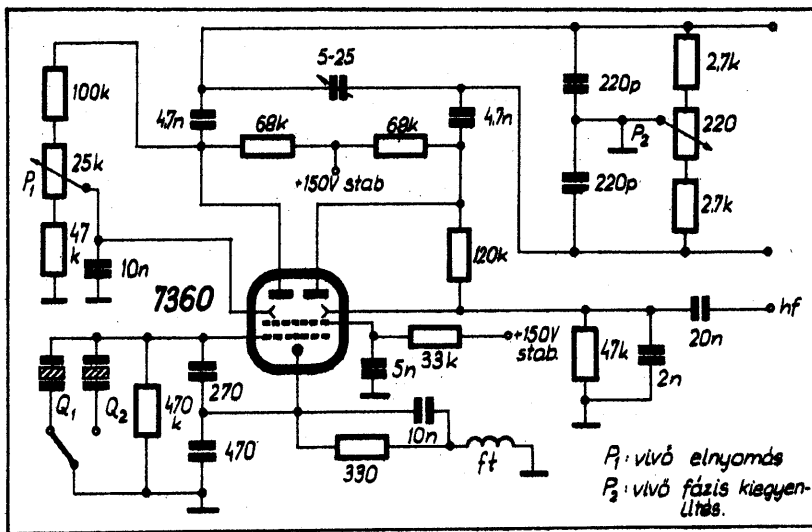 100k
P₁
25k
47
k
10n
4,7n
5-25
68k
68k
4,7n
+150V stab
220p
220p
P₂
2,7k
220
2,7k
120k
7360
Q₁
Q₂
470
k
270
470
5n
33k
+150V
stab.
47k
2n
20n
hf
10n
330
ft
P₁: vivő elnyomás
P₂: vivő fázis kiegyen-
lítés.